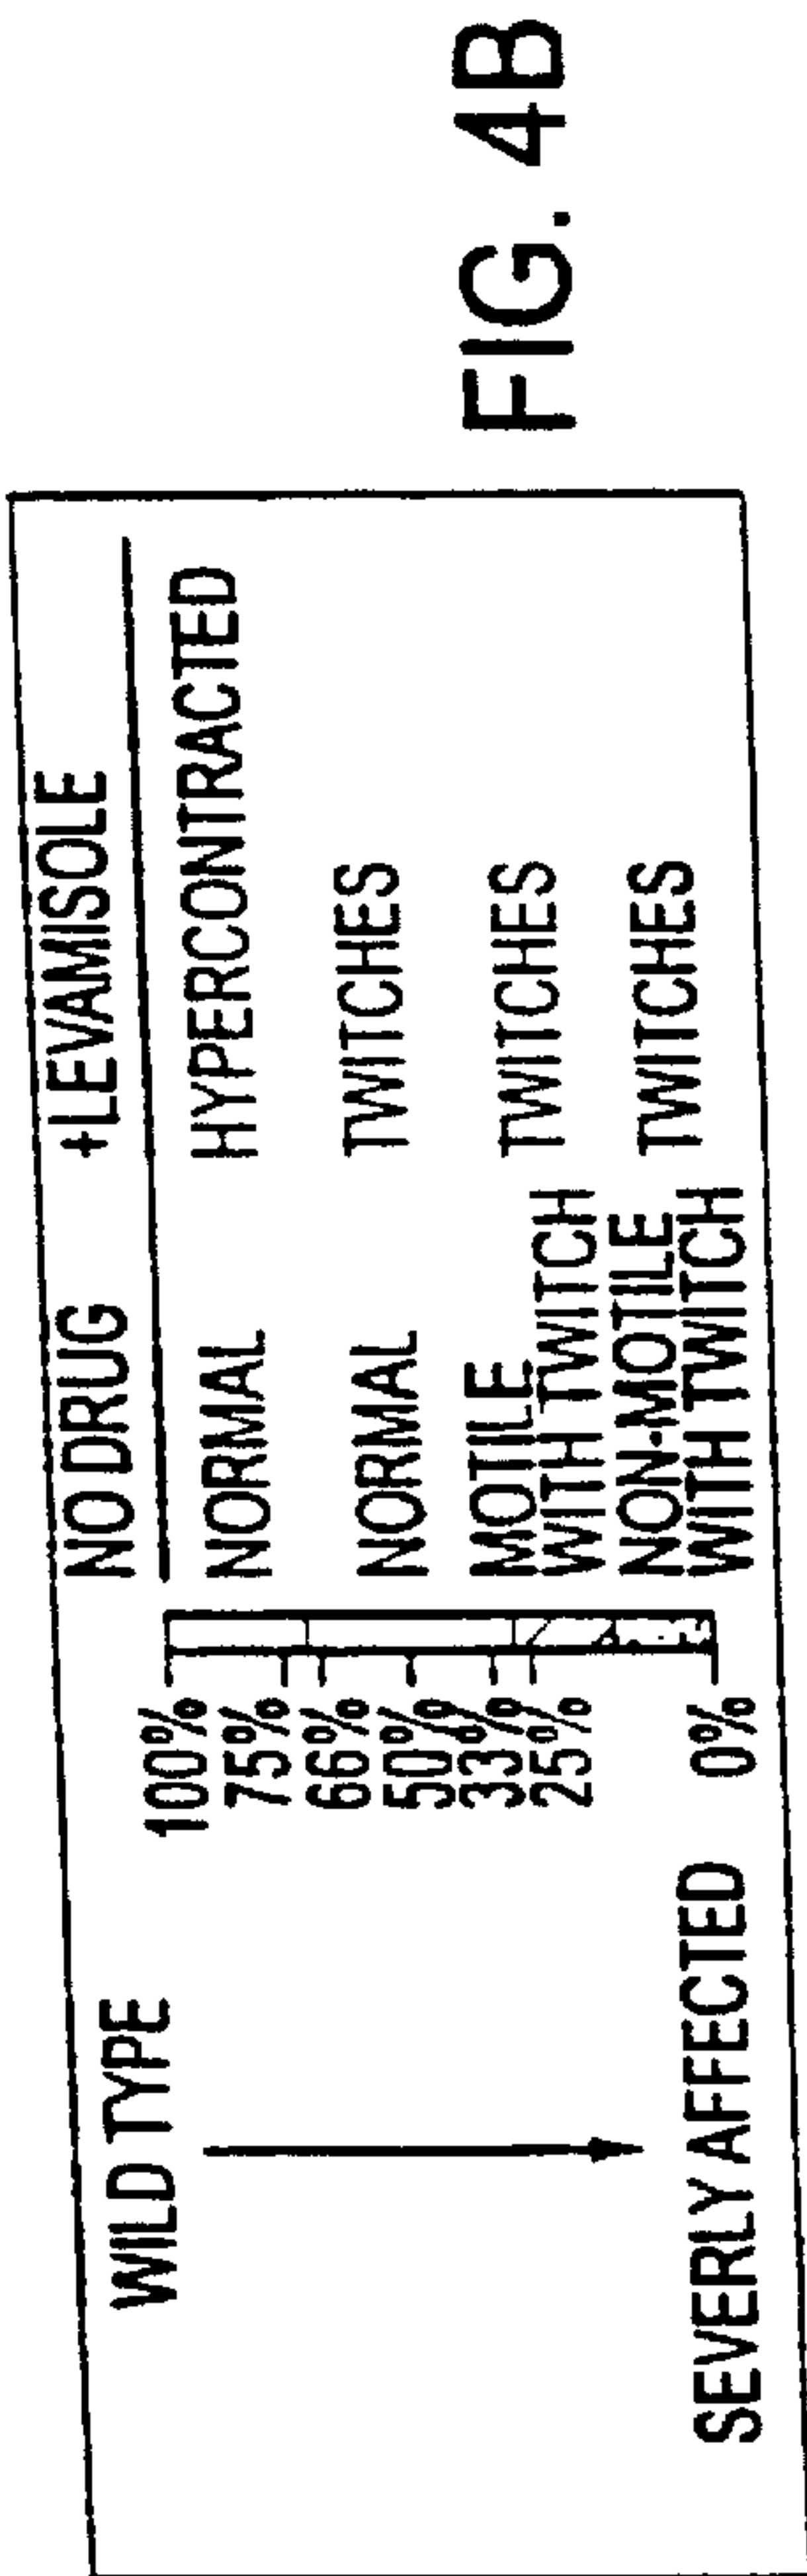 WILD TYPE
SEVERLY AFFECTED
100%
75%
66%
50%
33%
25%
0%
NO DRUG +LEVAMISOLE
NORMAL HYPERCONTRACTED
NORMAL TWITCHES
MOTILE
WITH TWITCH TWITCHES
NON-MOTILE
WITH TWITCH TWITCHES
FIG. 4B